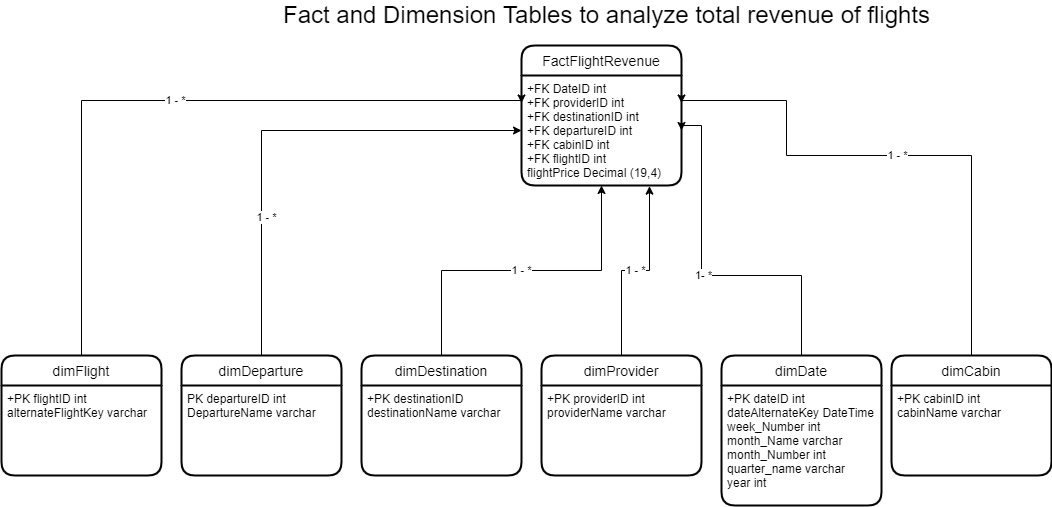 Fact and Dimension Tables to analyze total revenue of flights
FactFlightRevenue
+FK DateID int
+FK providerID int
+FK destinationID int
+FK departureID int
+FK cabinID int
+FK flightID int
flightPrice Decimal (19,4)
1 - *
1 - *
1 - *
1 - *
1 - *
1- *
dimFlight
+PK flightID int
alternateFlightKey varchar
dimDeparture
PK departureID int
DepartureName varchar
dimDestination
+PK destinationID
destinationName varchar
dimProvider
+PK providerID int
providerName varchar
dimDate
+PK dateID int
dateAlternateKey DateTime
week_Number int
month_Name varchar
month_Number int
quarter_name varchar
year int
dimCabin
+PK cabinID int
cabinName varchar